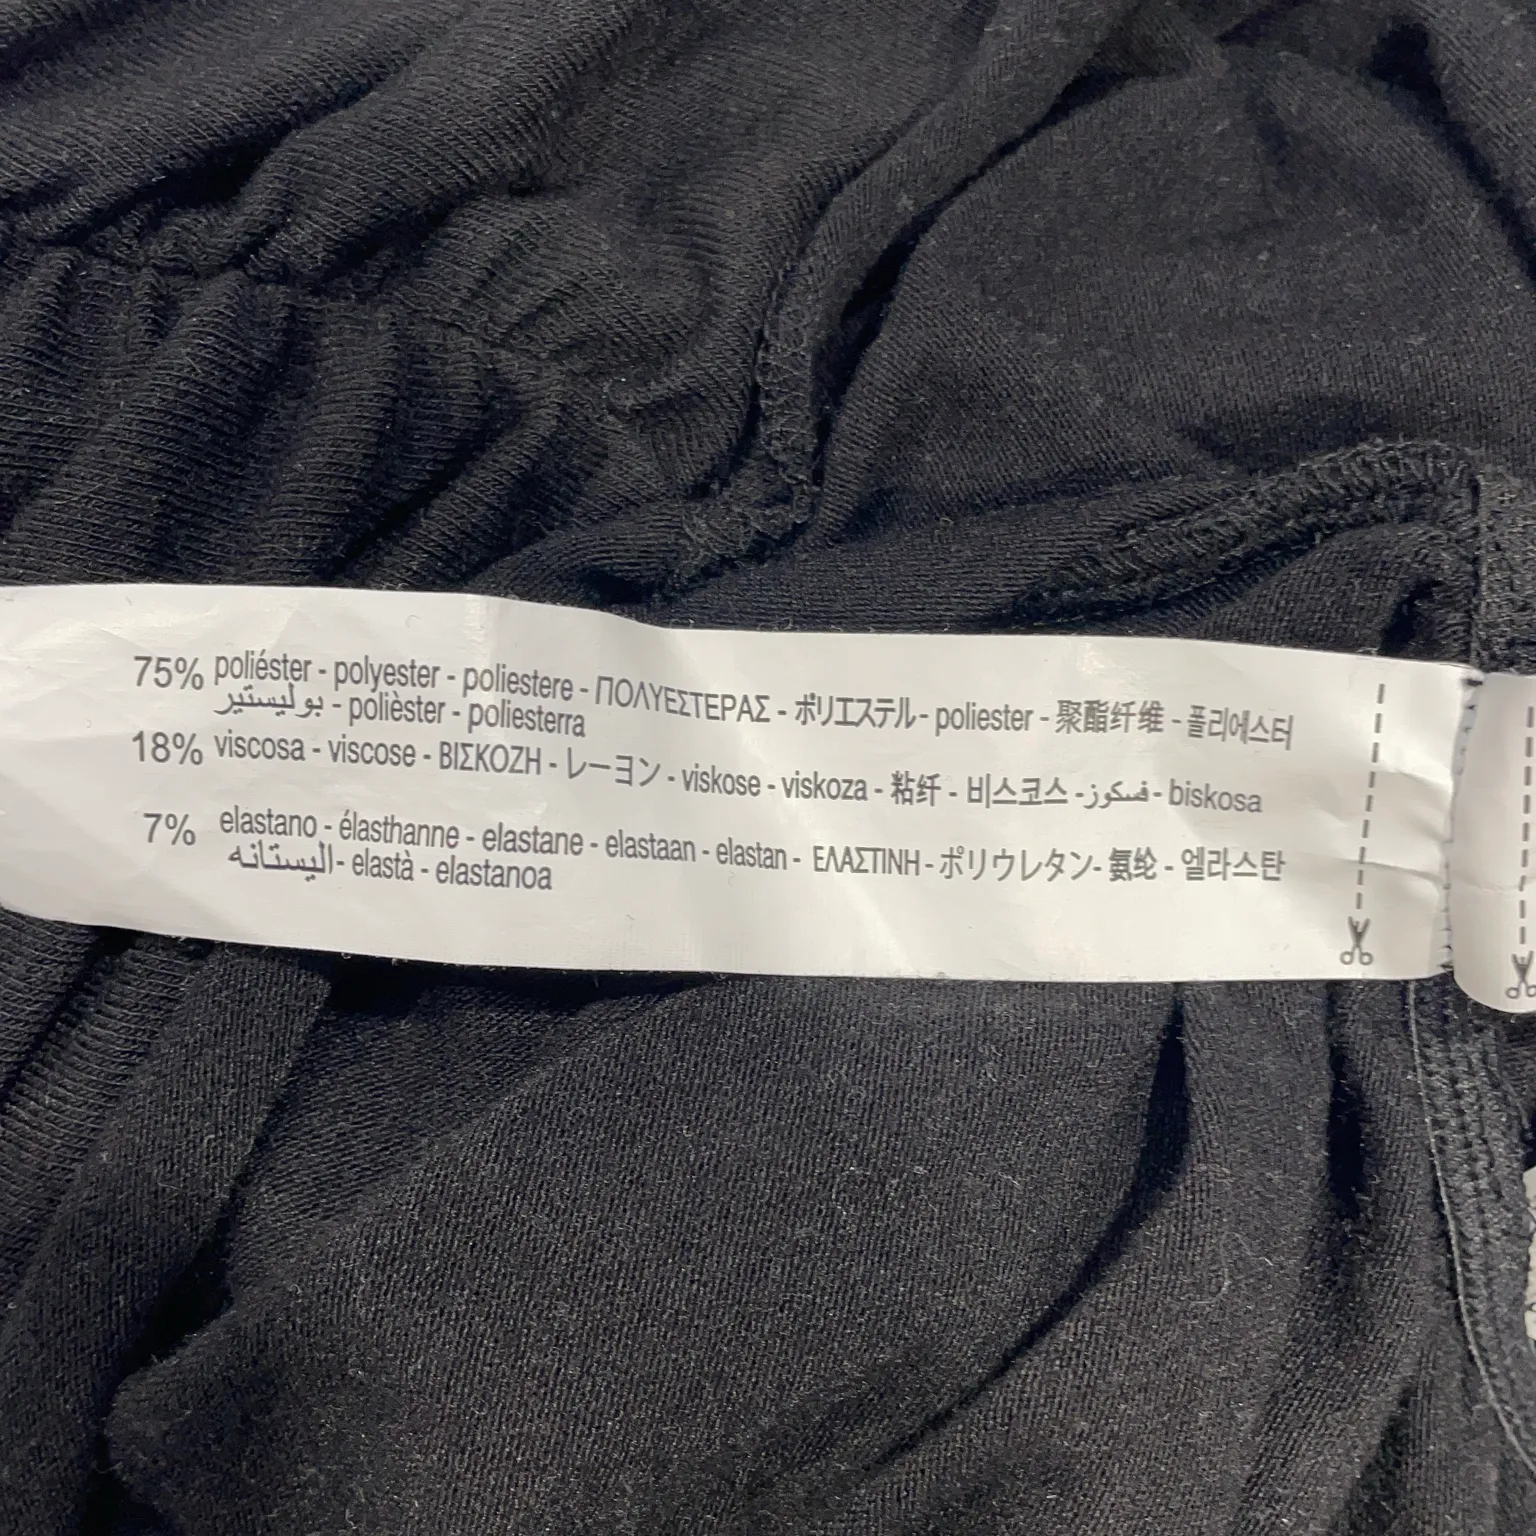 75% poliéster - polyester - poliestere - ΠΟΛΥΕΣΤΕΡΑΣ - ポリエステル - poliester - 聚酯纤维 - 폴리에스터
بوليستير - polièster - poliesterra
18% viscosa - viscose - ΒΙΣΚΟΖΗ - レーヨン - viskose - viskoza - 粘纤 - 비스코스 - فسكوز - biskosa
7% elastano - élasthanne - elastane - elastaan - elastan - ΕΛΑΣΤΙΝΗ - ポリウレタン - 氨纶 - 엘라스탄
اليستانه - elastà - elastanoa